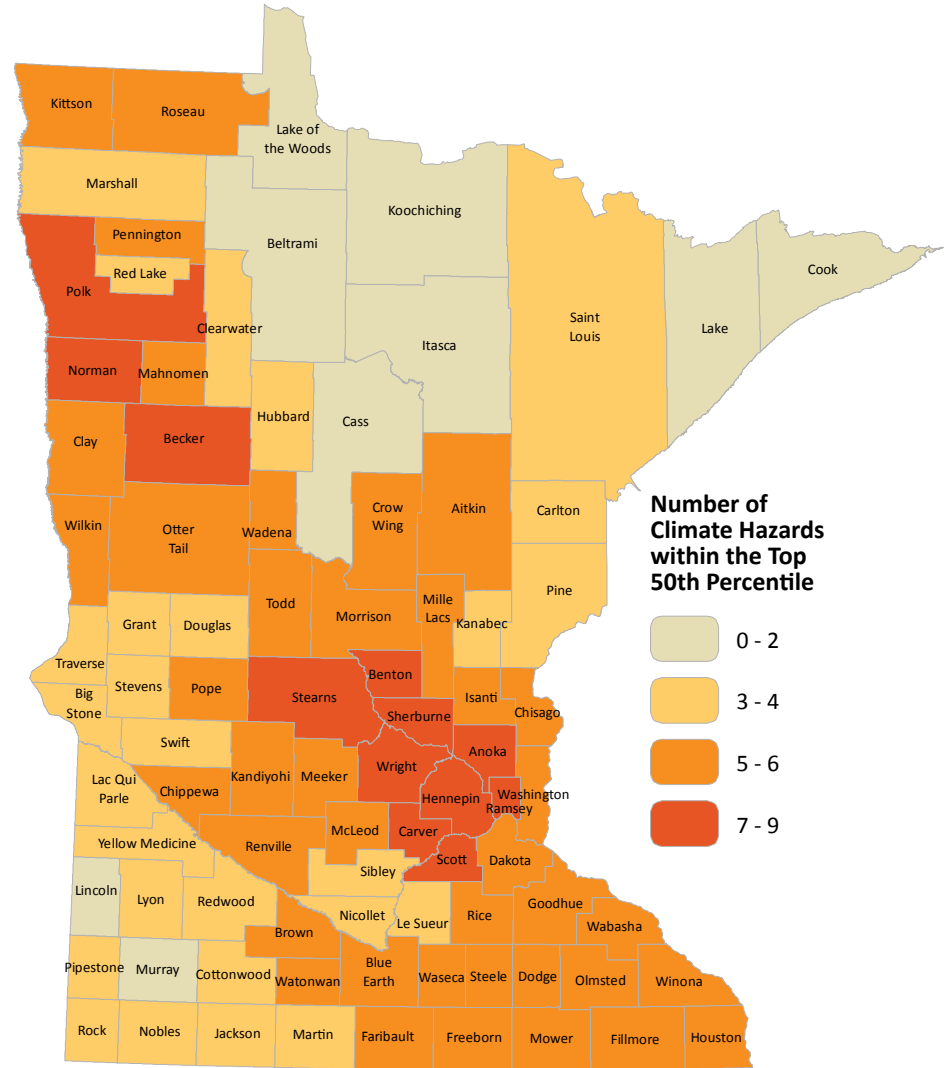 Kittson
Roseau
Lake of
the Woods
Marshall
Koochiching
Pennington
Beltrami
Red Lake
Cook
Polk
Clearwater
Saint
Louis
Lake
Itasca
Norman
Mahnomen
Hubbard
Cass
Clay
Becker
Number of
Climate Hazards
within the Top
50th Percentile
0 - 2
3 - 4
5 - 6
7 - 9
Wilkin
Otter
Tail
Wadena
Crow
Wing
Aitkin
Carlton
Pine
Grant
Douglas
Todd
Morrison
Mille
Lacs
Kanabec
Traverse
Stevens
Pope
Stearns
Benton
Big
Stone
Isanti
Chisago
Sherburne
Swift
Anoka
Lac Qui
Parle
Chippewa
Kandiyohi
Meeker
Wright
Hennepin
Washington
Ramsey
Yellow Medicine
Renville
McLeod
Carver
Scott
Dakota
Sibley
Lincoln
Lyon
Redwood
Nicollet
Le Sueur
Rice
Goodhue
Wabasha
Brown
Pipestone
Murray
Cottonwood
Watonwan
Blue
Earth
Waseca
Steele
Dodge
Olmsted
Winona
Rock
Nobles
Jackson
Martin
Faribault
Freeborn
Mower
Fillmore
Houston